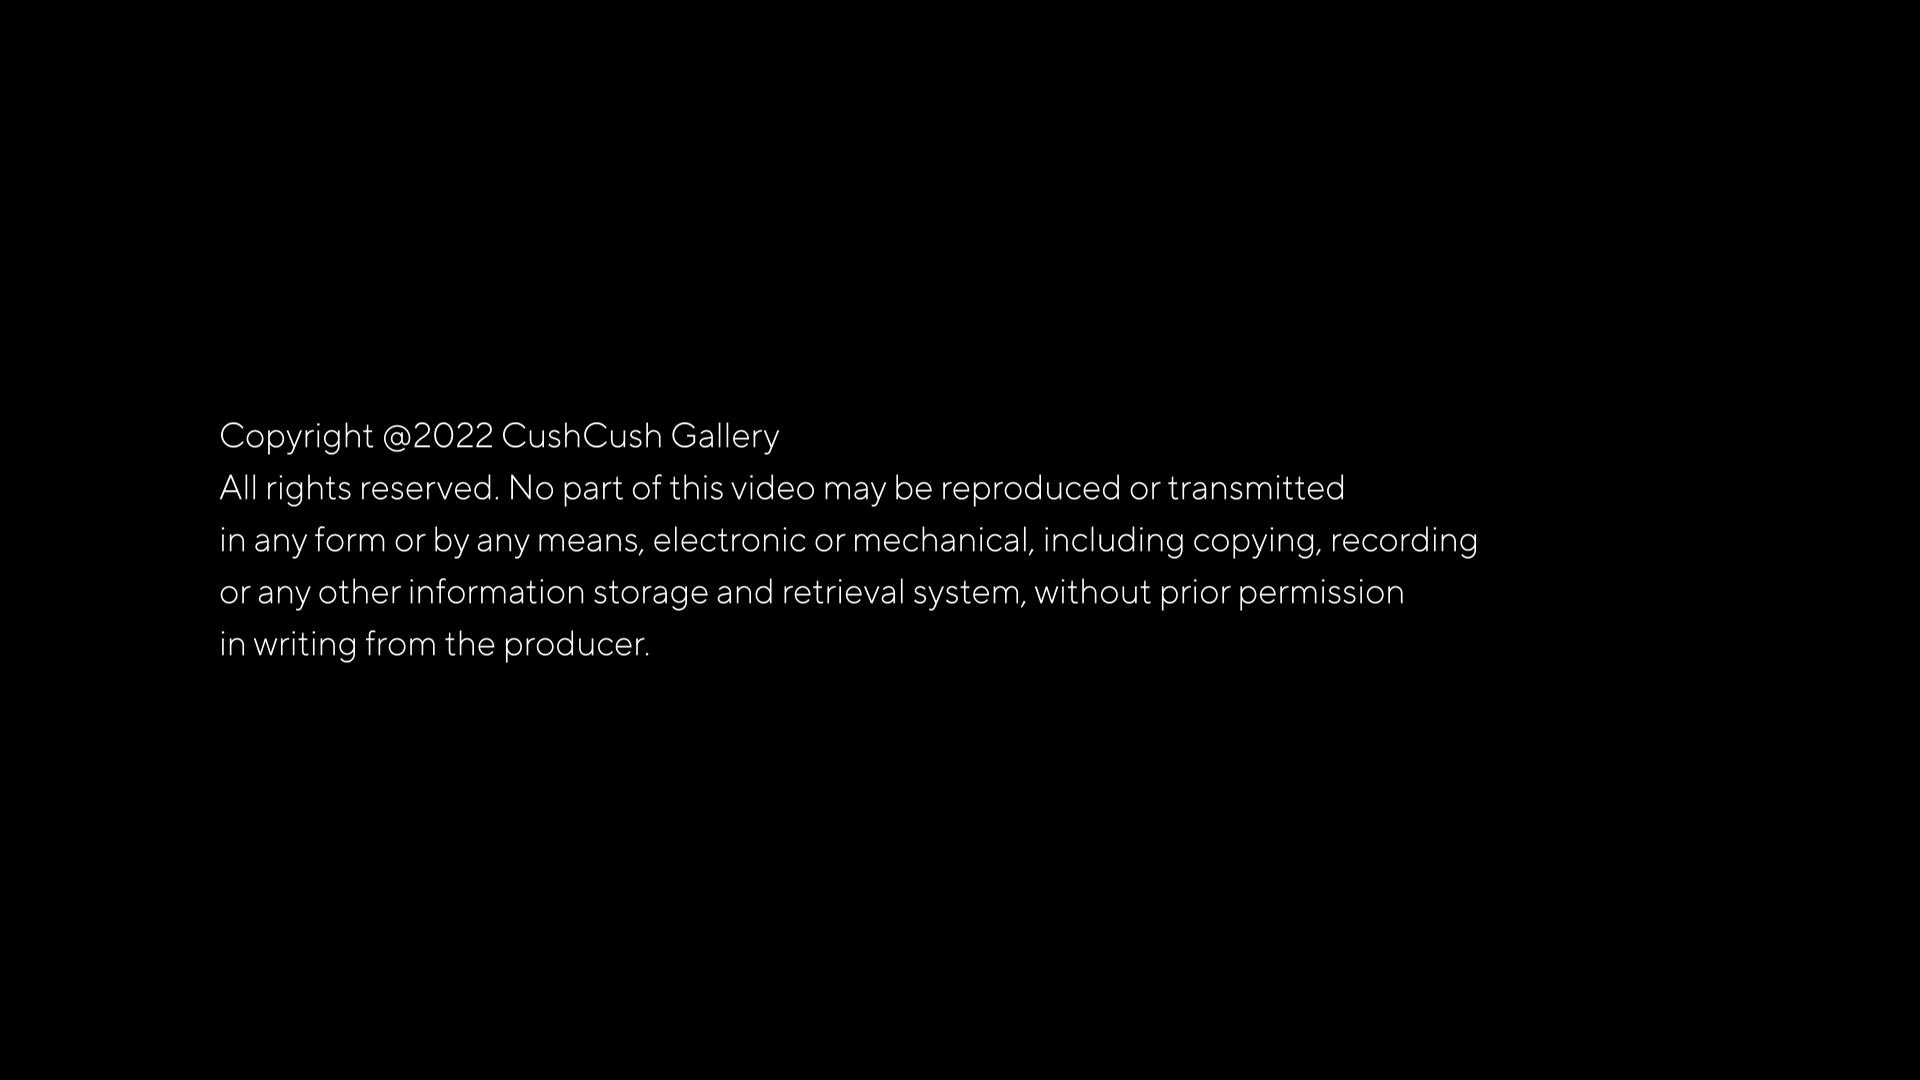 Copyright @2022 CushCush Gallery
All rights reserved. No part of this video may be reproduced or transmitted
in any form or by any means, electronic or mechanical, including copying, recording
or any other information storage and retrieval system, without prior permission
in writing from the producer.